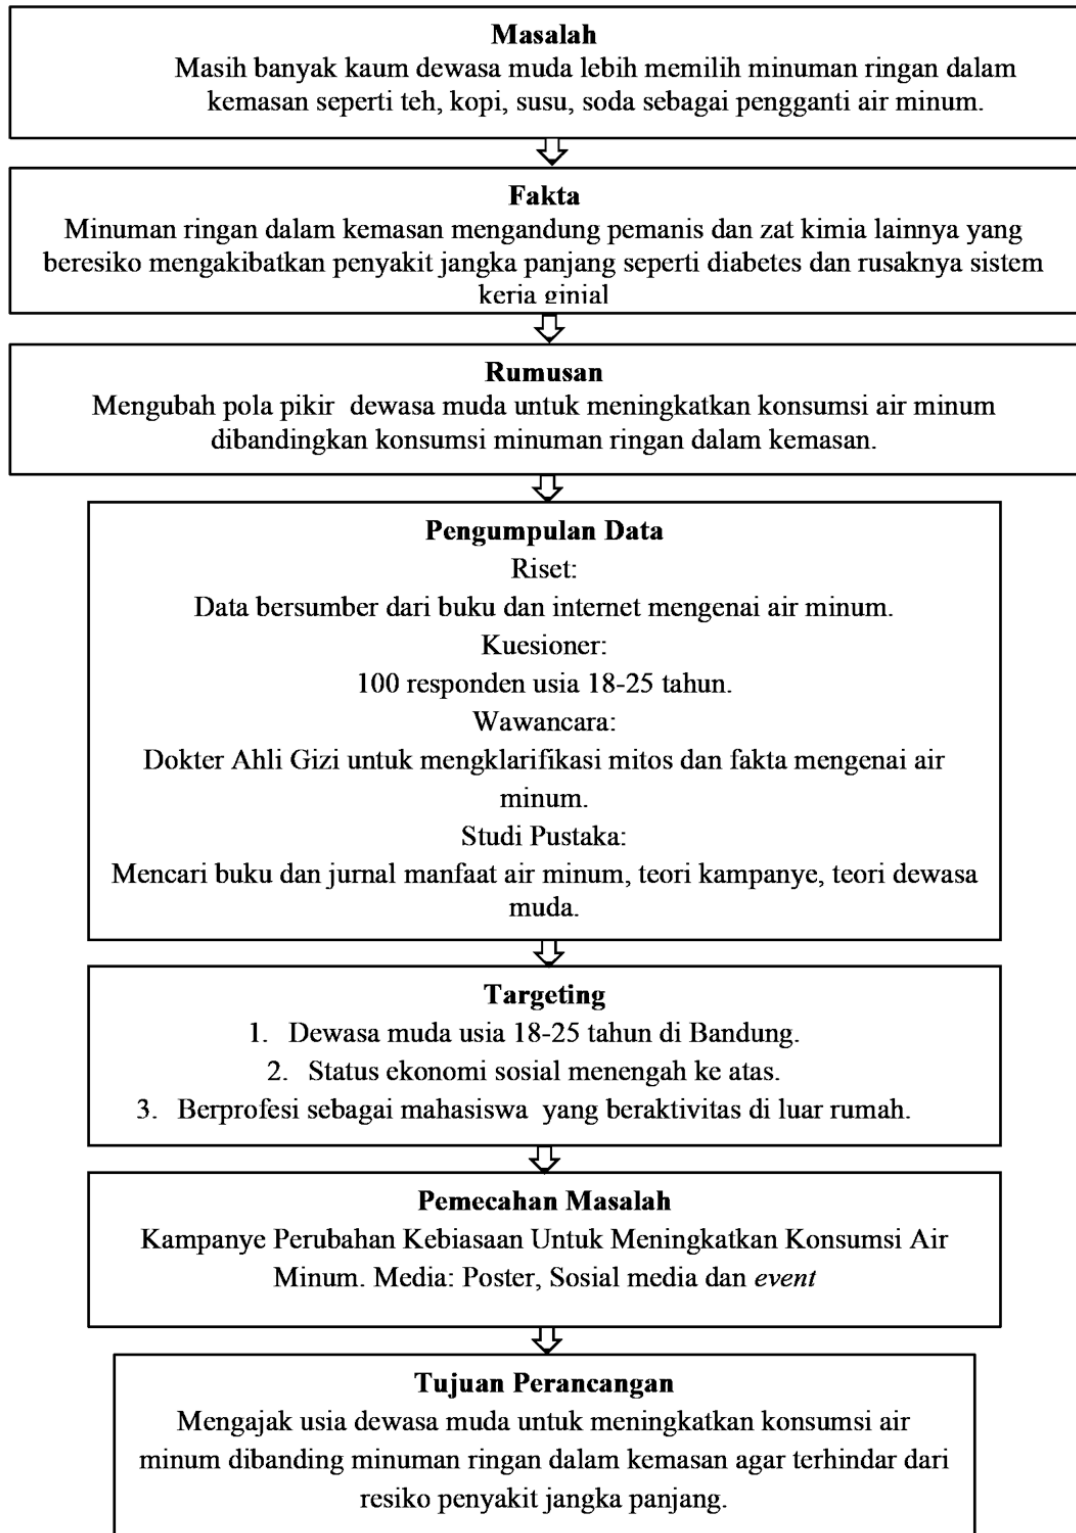 Masalah
Masih banyak kaum dewasa muda lebih memilih minuman ringan dalam
kemasan seperti teh, kopi, susu, soda sebagai pengganti air minum.
Fakta
Minuman ringan dalam kemasan mengandung pemanis dan zat kimia lainnya yang
beresiko mengakibatkan penyakit jangka panjang seperti diabetes dan rusaknya sistem
kerja ginjal
Rumusan
Mengubah pola pikir dewasa muda untuk meningkatkan konsumsi air minum
dibandingkan konsumsi minuman ringan dalam kemasan.
Pengumpulan Data
Riset:
Data bersumber dari buku dan internet mengenai air minum.
Kuesioner:
100 responden usia 18-25 tahun.
Wawancara:
Dokter Ahli Gizi untuk mengklarifikasi mitos dan fakta mengenai air
minum.
Studi Pustaka:
Mencari buku dan jurnal manfaat air minum, teori kampanye, teori dewasa
muda.
Targeting
1. Dewasa muda usia 18-25 tahun di Bandung.
2. Status ekonomi sosial menengah ke atas.
3. Berprofesi sebagai mahasiswa yang beraktivitas di luar rumah.
Pemecahan Masalah
Kampanye Perubahan Kebiasaan Untuk Meningkatkan Konsumsi Air
Minum. Media: Poster, Sosial media dan event
Tujuan Perancangan
Mengajak usia dewasa muda untuk meningkatkan konsumsi air
minum dibanding minuman ringan dalam kemasan agar terhindar dari
resiko penyakit jangka panjang.